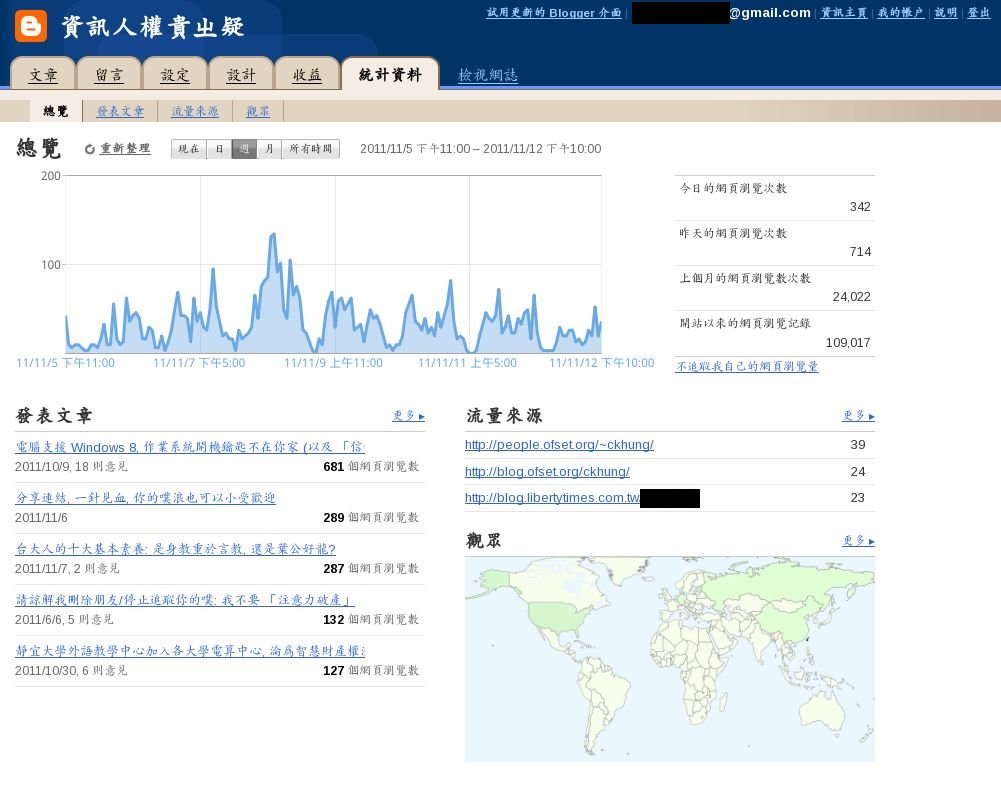 試用更新的 Blogger 介面 | @gmail.com | 資訊主頁 | 我的帳户 | 説明 | 登出
資訊人權貴出疑
文章 留言 設定 設計 收益 統計資料 檢視網誌
總覽 發表文章 流量來源 觀眾
總覽 重新整理 現在 日 週 月 所有時間 2011/11/5 下午11:00 – 2011/11/12 下午10:00
200
100
11/11/5 下午11:00 11/11/7 下午5:00 11/11/9 上午11:00 11/11/11 上午5:00 11/11/12 下午10:00
今日的網頁瀏覽次數
342
昨天的網頁瀏覽次數
714
上個月的網頁瀏覽數次數
24,022
開站以來的網頁瀏覽記錄
109,017
不追蹤我自己的網頁瀏覽量
發表文章 更多 ▸
電腦支援 Windows 8, 作業系統開機鑰匙不在你家 (以及 「信
2011/10/9, 18 則意見 681 個網頁瀏覽數
分享連結, 一針見血, 你的噗浪也可以小受歡迎
2011/11/6 289 個網頁瀏覽數
台大人的十大基本素養: 是身教重於言教, 還是葉公好龍?
2011/11/7, 2 則意見 287 個網頁瀏覽數
請諒解我刪除朋友/停止追蹤你的噗: 我不要 「注意力破產」
2011/6/6, 5 則意見 132 個網頁瀏覽數
靜宜大學外語教學中心加入各大學電算中心, 淪為智慧財產權
2011/10/30, 6 則意見 127 個網頁瀏覽數
流量來源 更多 ▸
http://people.ofset.org/~ckhung/ 39
http://blog.ofset.org/ckhung/ 24
http://blog.libertytimes.com.tw 23
觀眾 更多 ▸